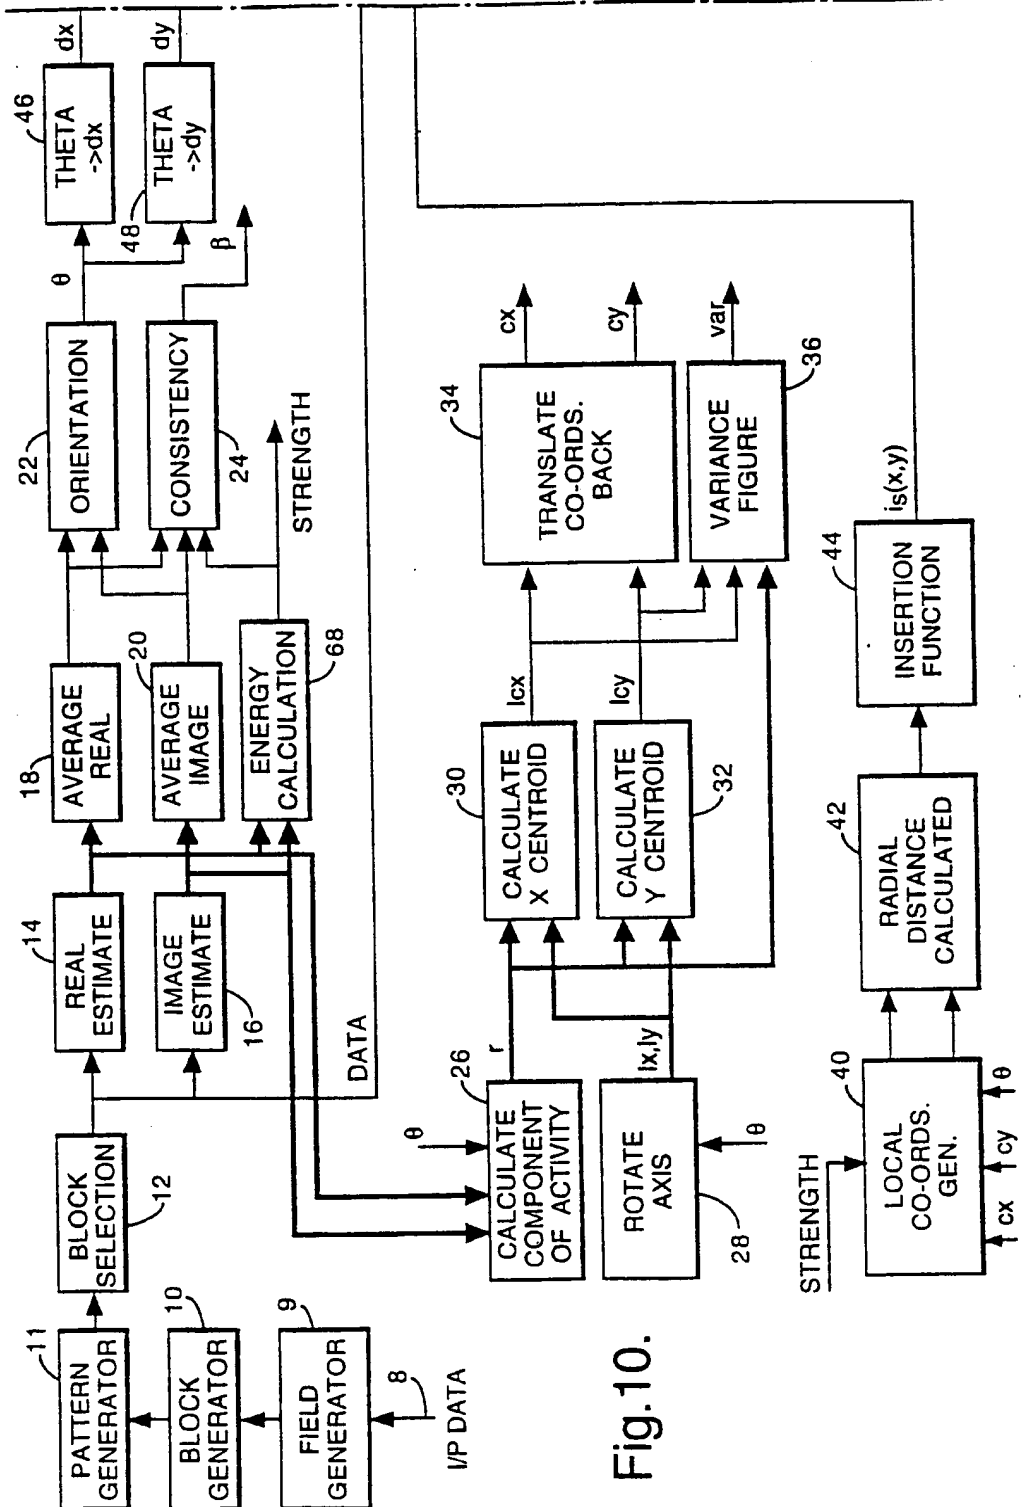 11
PATTERN
GENERATOR
10
BLOCK
GENERATOR
9
FIELD
GENERATOR
8
I/P DATA
BLOCK
SELECTION
12
14
REAL
ESTIMATE
IMAGE
ESTIMATE
16
DATA
18
AVERAGE
REAL
20
AVERAGE
IMAGE
ENERGY
CALCULATION
68
22
ORIENTATION
CONSISTENCY
24
STRENGTH
θ
β
46
THETA
->dx
48
THETA
->dy
dx
dy
θ
26
CALCULATE
COMPONENT
OF ACTIVITY
r
ROTATE
AXIS
28
θ
lx,ly
30
CALCULATE
X CENTROID
CALCULATE
Y CENTROID
32
lcx
lcy
34
TRANSLATE
CO-ORDS.
BACK
VARIANCE
FIGURE
36
cx
cy
var
STRENGTH
40
LOCAL
CO-ORDS.
GEN.
cx
cy
θ
42
RADIAL
DISTANCE
CALCULATED
44
INSERTION
FUNCTION
is(x,y)
Fig.10.